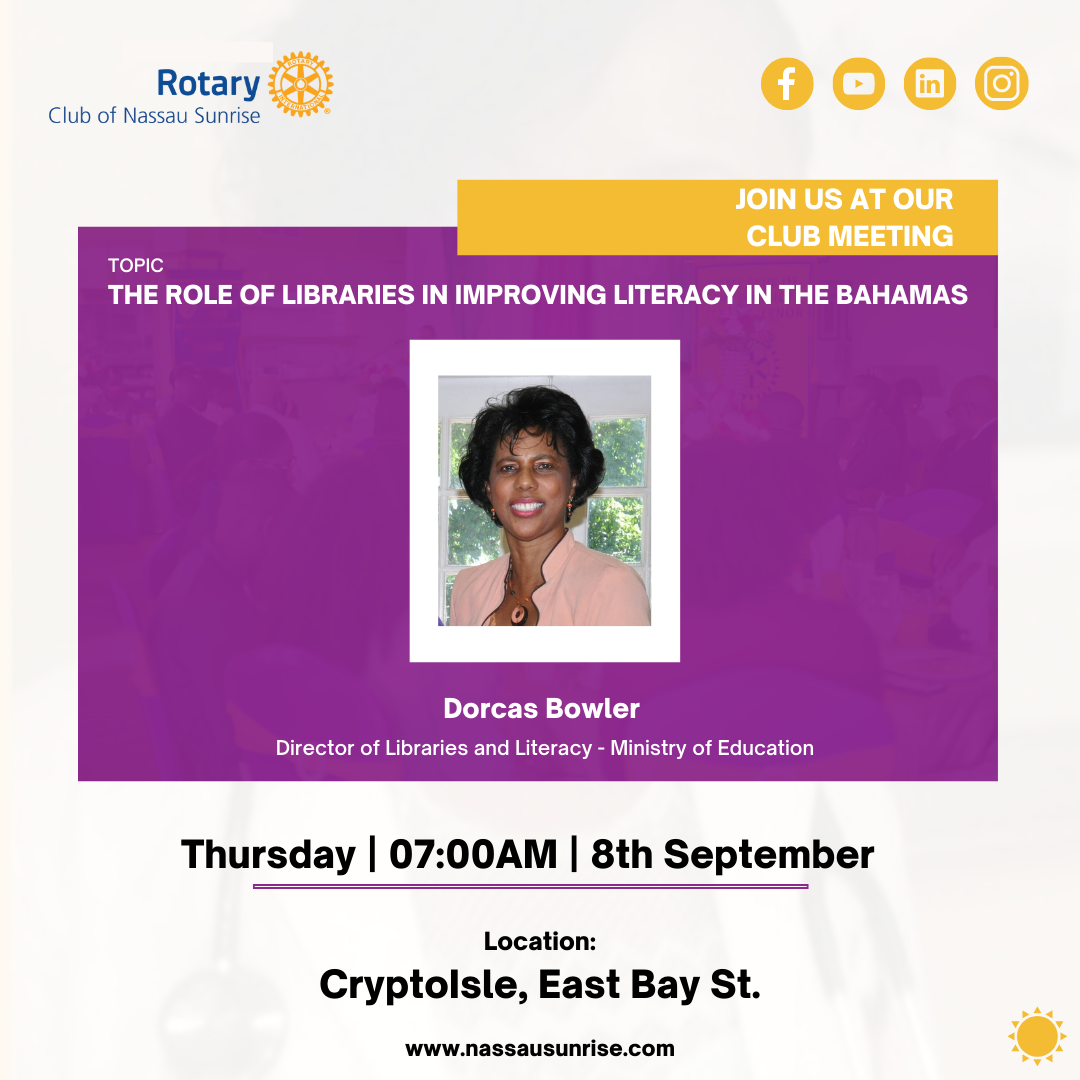 Rotary
Club of Nassau Sunrise
ROTARY
INTERNATIONAL
JOIN US AT OUR
CLUB MEETING
TOPIC
THE ROLE OF LIBRARIES IN IMPROVING LITERACY IN THE BAHAMAS
Dorcas Bowler
Director of Libraries and Literacy - Ministry of Education
Thursday | 07:00AM | 8th September
Location:
CryptoIsle, East Bay St.
www.nassausunrise.com